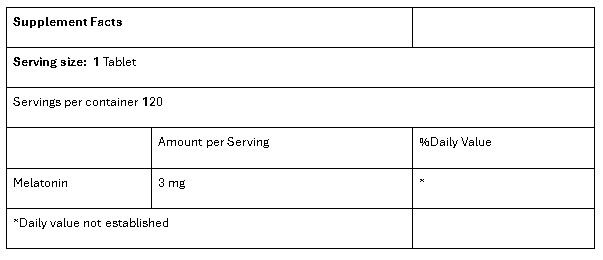 Supplement Facts
Serving size:  1 Tablet
Servings per container 120
Amount per Serving %Daily Value
Melatonin 3 mg *
*Daily value not established